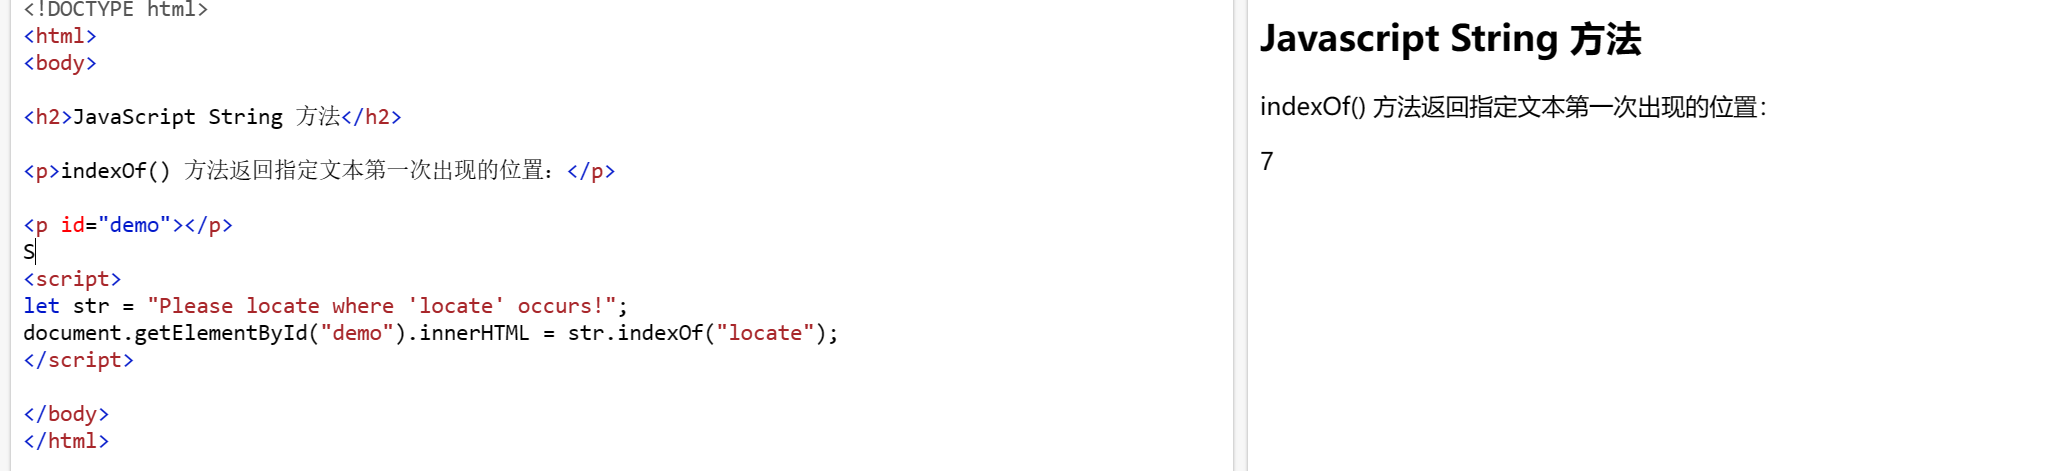 <!DOCTYPE html>
<html>
<body>
<h2>JavaScript String 方法</h2>
<p>indexOf() 方法返回指定文本第一次出现的位置：</p>
<p id="demo"></p>
S
<script>
let str = "Please locate where 'locate' occurs!";
document.getElementById("demo").innerHTML = str.indexOf("locate");
</script>
</body>
</html>
Javascript String 方法
indexOf() 方法返回指定文本第一次出现的位置：
7